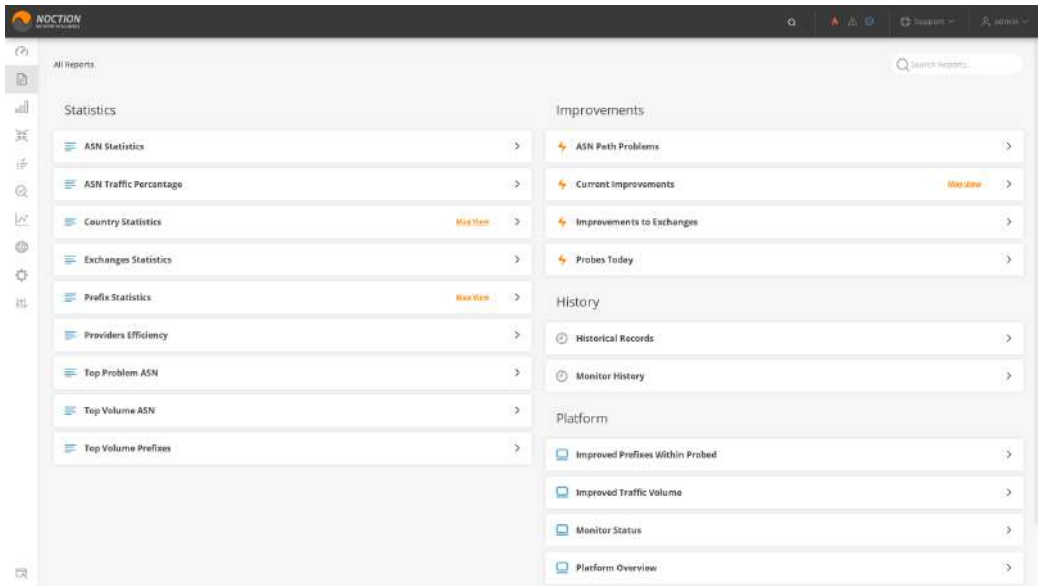 NOCTION
Support
admin
All Reports
Search Reports..
Statistics
ASN Statistics
ASN Traffic Percentage
Country Statistics
Map View
Exchanges Statistics
Prefix Statistics
Map View
Providers Efficiency
Top Problem ASN
Top Volume ASN
Top Volume Prefixes
Improvements
ASN Path Problems
Current Improvements
Map View
Improvements to Exchanges
Probes Today
History
Historical Records
Monitor History
Platform
Improved Prefixes Within Probed
Improved Traffic Volume
Monitor Status
Platform Overview